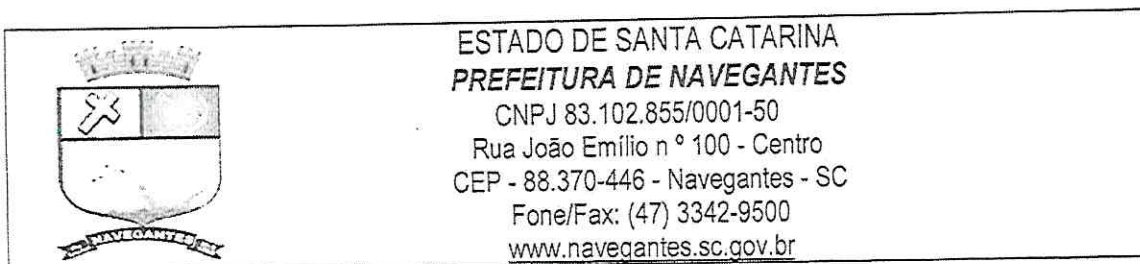 ESTADO DE SANTA CATARINA
PREFEITURA DE NAVEGANTES
CNPJ 83.102.855/0001-50
Rua João Emílio n º 100 - Centro
CEP - 88.370-446 - Navegantes - SC
Fone/Fax: (47) 3342-9500
www.navegantes.sc.gov.br
NAVEGANTES